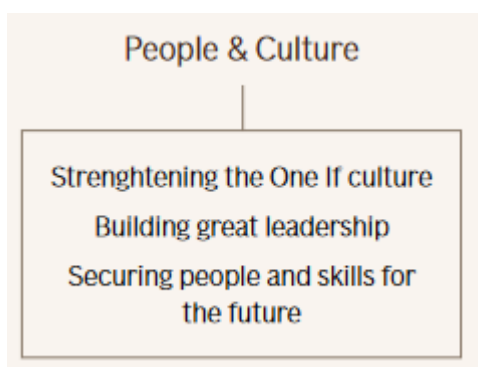 People & Culture
Strenghtening the One If culture
Building great leadership
Securing people and skills for
the future